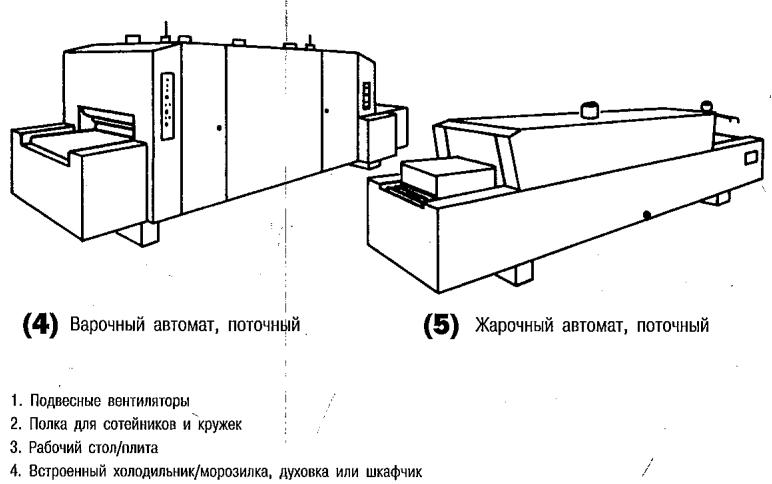 (4) Варочный автомат, поточный
(5) Жарочный автомат, поточный
1. Подвесные вентиляторы
2. Полка для сотейников и кружек
3. Рабочий стол/плита
4. Встроенный холодильник/морозилка, духовка или шкафчик